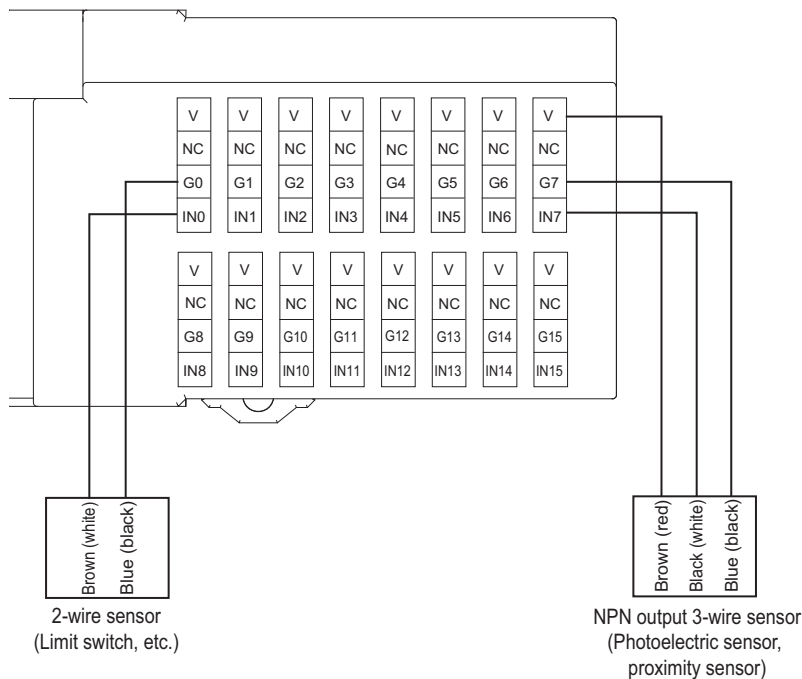 V V V V V V V V
NC NC NC NC NC NC NC NC
G0 G1 G2 G3 G4 G5 G6 G7
IN0 IN1 IN2 IN3 IN4 IN5 IN6 IN7
V V V V V V V V
NC NC NC NC NC NC NC NC
G8 G9 G10 G11 G12 G13 G14 G15
IN8 IN9 IN10 IN11 IN12 IN13 IN14 IN15
Brown (white)
Blue (black)
2-wire sensor
(Limit switch, etc.)
Brown (red)
Black (white)
Blue (black)
NPN output 3-wire sensor
(Photoelectric sensor,
proximity sensor)